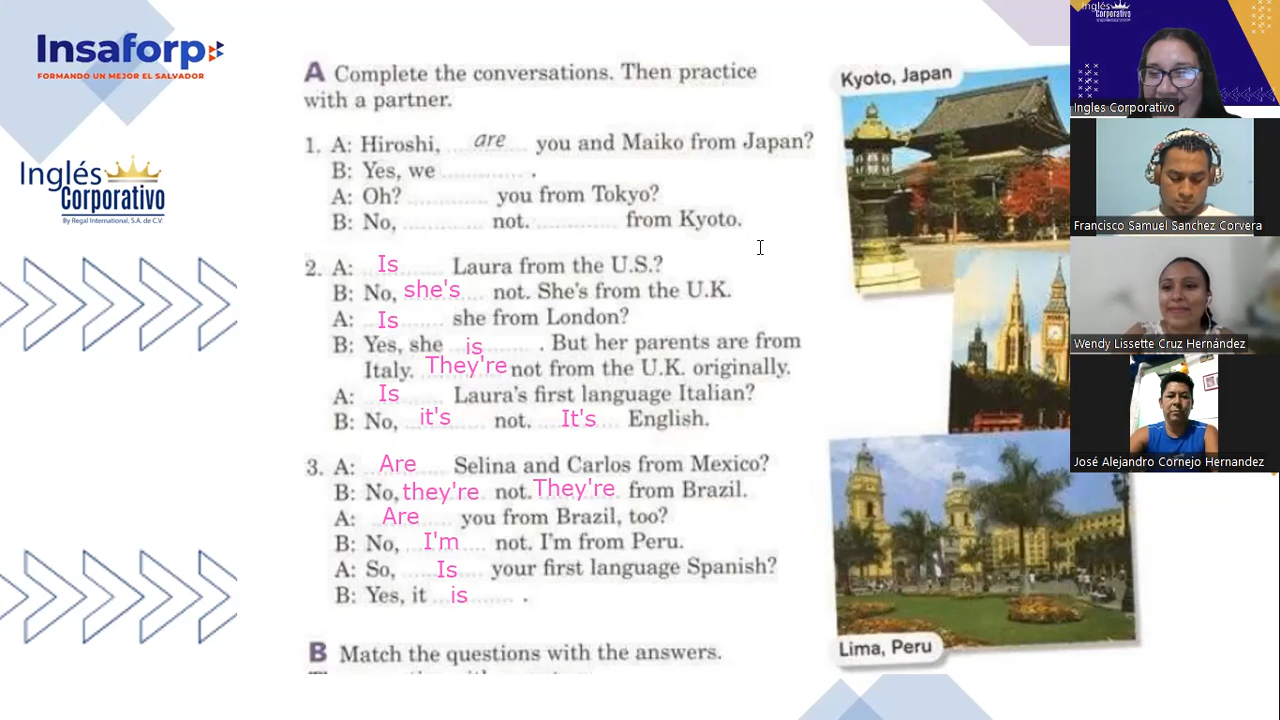 Insaforp
FORMANDO UN MEJOR EL SALVADOR
Inglés
Corporativo
By Regal International, S.A. de C.V.
A Complete the conversations. Then practice
with a partner.
1. A: Hiroshi, are you and Maiko from Japan?
B: Yes, we ............ .
A: Oh? ............ you from Tokyo?
B: No, ............ not. ............ from Kyoto.
2. A: Is Laura from the U.S.?
B: No, she's not. She's from the U.K.
A: Is she from London?
B: Yes, she is . But her parents are from
Italy. They're not from the U.K. originally.
A: Is Laura's first language Italian?
B: No, it's not. It's English.
3. A: Are Selina and Carlos from Mexico?
B: No, they're not. They're from Brazil.
A: Are you from Brazil, too?
B: No, I'm not. I'm from Peru.
A: So, Is your first language Spanish?
B: Yes, it is .
B Match the questions with the answers.
Kyoto, Japan
Lima, Peru
Inglés
Corporativo
Ingles Corporativo
Francisco Samuel Sanchez Corvera
Wendy Lissette Cruz Hernández
José Alejandro Cornejo Hernandez